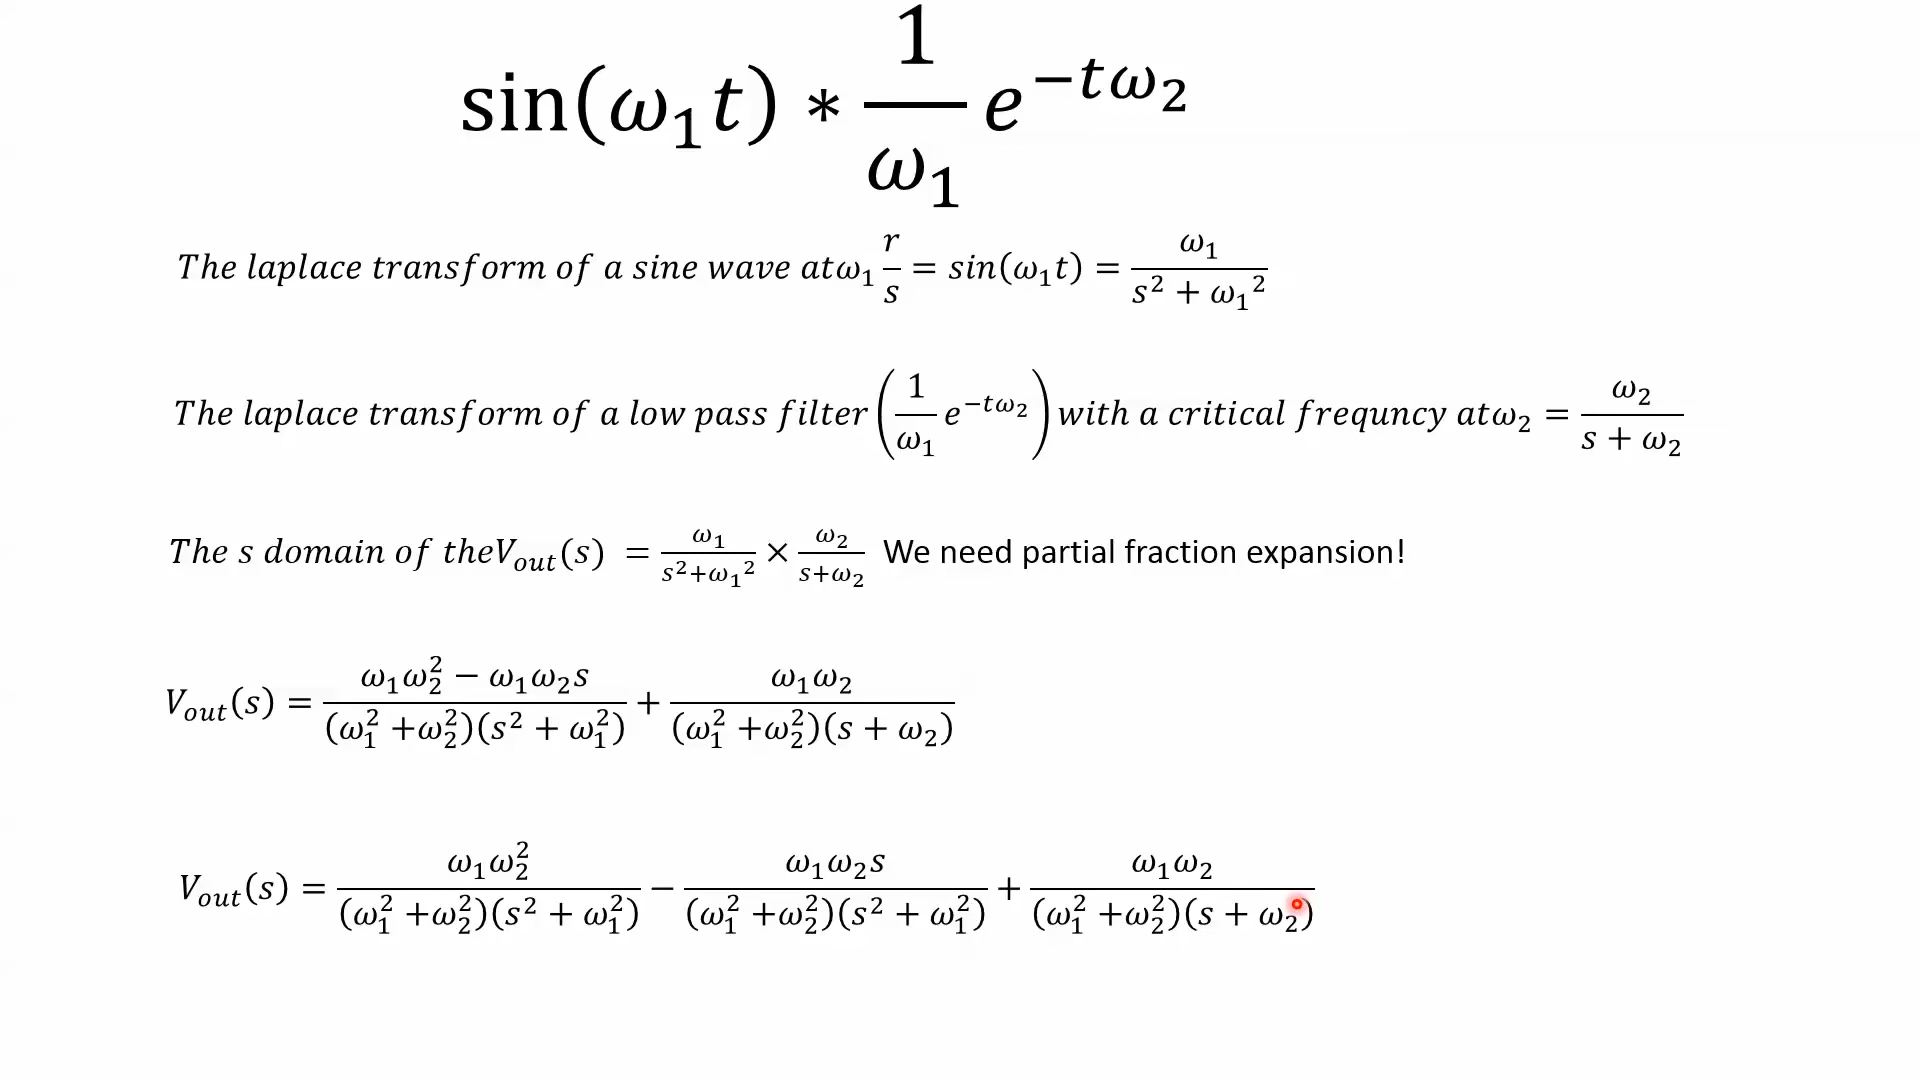 sin(ω₁t) * 1/ω₁ e^(−tω₂)
The laplace transform of a sine wave atω₁ r/s = sin(ω₁t) = ω₁/(s² + ω₁²)
The laplace transform of a low pass filter (1/ω₁ e^(−tω₂)) with a critical frequncy atω₂ = ω₂/(s + ω₂)
The s domain of theVₒᵤₜ(s) = ω₁/(s²+ω₁²) × ω₂/(s+ω₂) We need partial fraction expansion!
Vₒᵤₜ(s) = (ω₁ω₂² − ω₁ω₂s)/((ω₁² +ω₂²)(s² + ω₁²)) + ω₁ω₂/((ω₁² +ω₂²)(s + ω₂))
Vₒᵤₜ(s) = ω₁ω₂²/((ω₁² +ω₂²)(s² + ω₁²)) − ω₁ω₂s/((ω₁² +ω₂²)(s² + ω₁²)) + ω₁ω₂/((ω₁² +ω₂²)(s + ω₂))